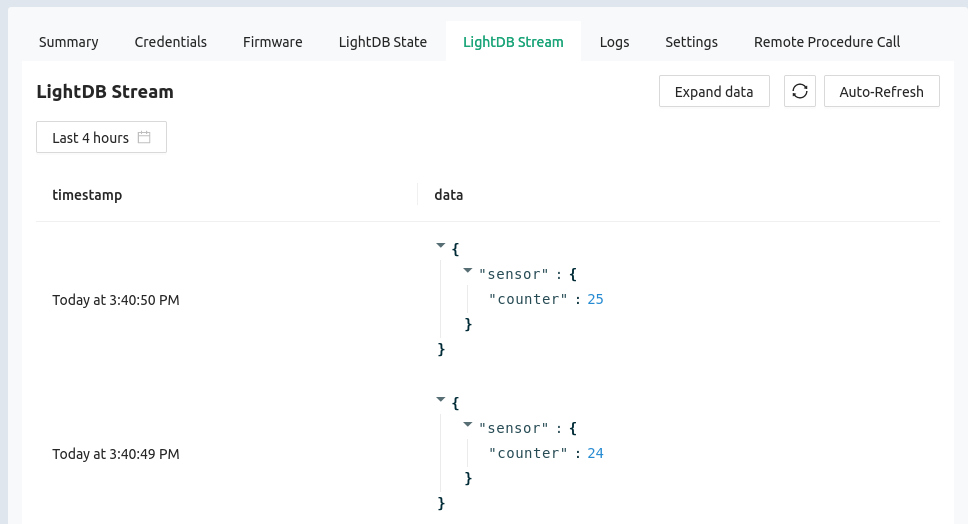 Summary Credentials Firmware LightDB State LightDB Stream Logs Settings Remote Procedure Call
LightDB Stream Expand data Auto-Refresh
Last 4 hours
timestamp data
{
"sensor" : {
"counter" : 25
Today at 3:40:50 PM
}
}
{
"sensor" : {
"counter" : 24
Today at 3:40:49 PM
}
}